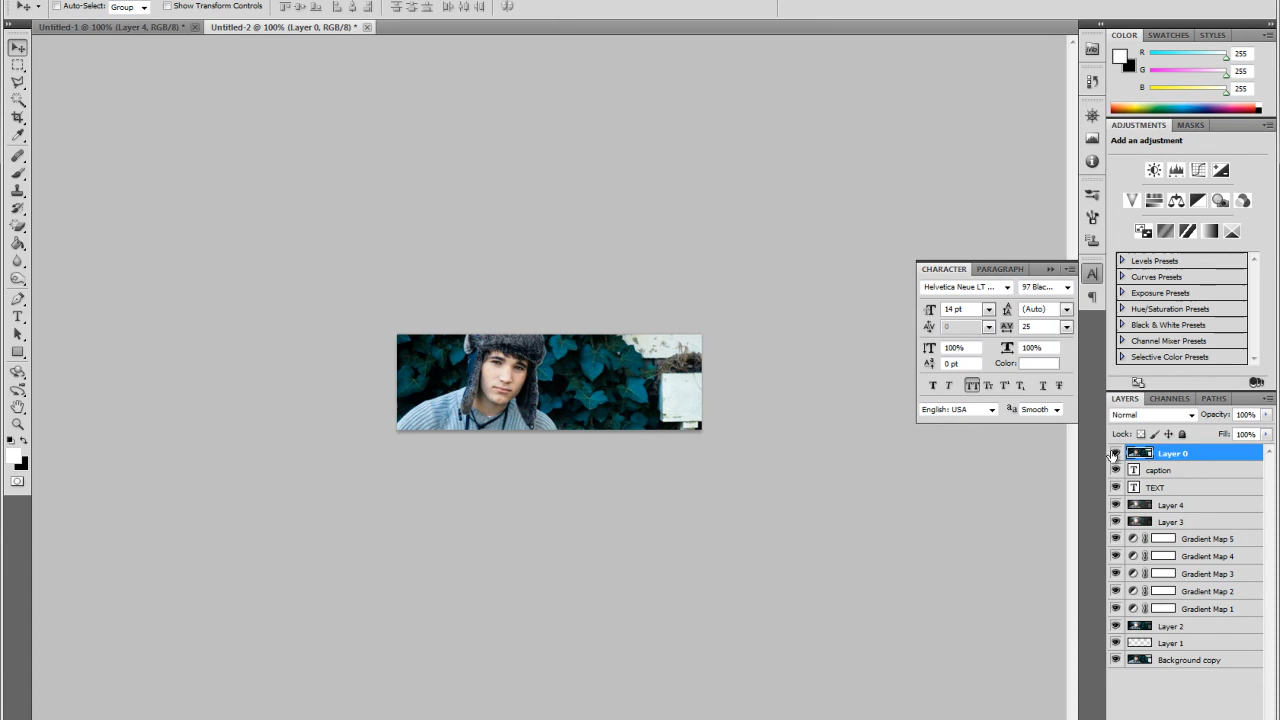 Auto-Select: Group Show Transform Controls
Untitled-1 @ 100% (Layer 4, RGB/8) * Untitled-2 @ 100% (Layer 0, RGB/8) *
COLOR SWATCHES STYLES
R 255
G 255
B 255
ADJUSTMENTS MASKS
Add an adjustment
Levels Presets
Curves Presets
Exposure Presets
Hue/Saturation Presets
Black & White Presets
Channel Mixer Presets
Selective Color Presets
CHARACTER PARAGRAPH
Helvetica Neue LT ... 97 Blac...
14 pt (Auto)
0 25
100% 100%
0 pt Color:
English: USA Smooth
LAYERS CHANNELS PATHS
Normal Opacity: 100%
Lock: Fill: 100%
Layer 0
caption
TEXT
Layer 4
Layer 3
Gradient Map 5
Gradient Map 4
Gradient Map 3
Gradient Map 2
Gradient Map 1
Layer 2
Layer 1
Background copy